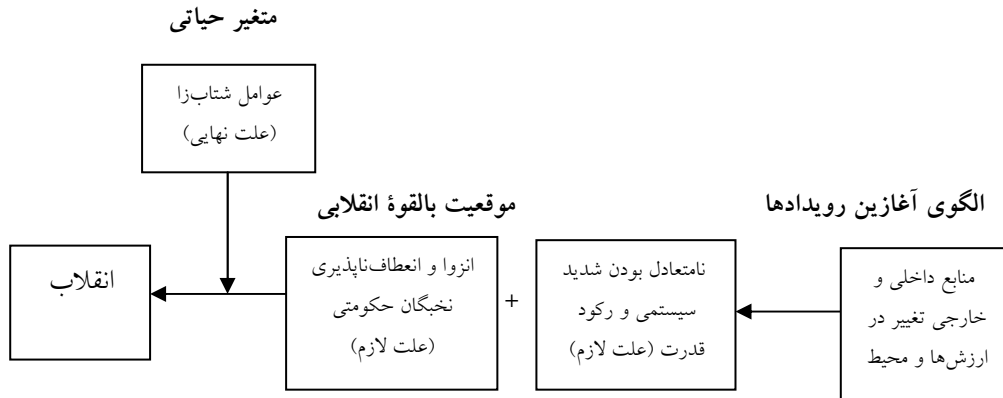 متغیر حیاتی
عوامل شتاب‌زا
(علت نهایی)
الگوی آغازین رویدادها
موقعیت بالقوۀ انقلابی
منابع داخلی و
خارجی تغییر در
ارزش‌ها و محیط
نامتعادل بودن شدید
سیستمی و رکود
قدرت (علت لازم)
+
انزوا و انعطاف‌ناپذیری
نخبگان حکومتی
(علت لازم)
انقلاب